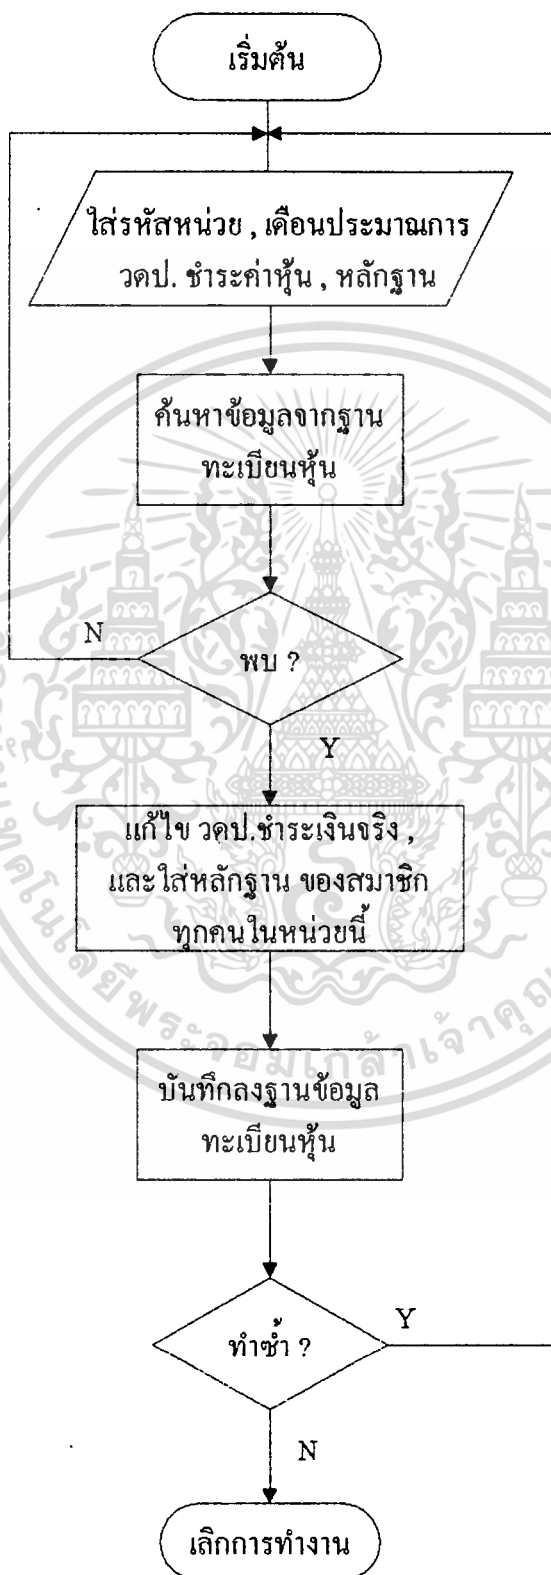 เริ่มต้น
ใส่รหัสหน่วย , เดือนประมาณการ
วดป. ชำระค่าหุ้น , หลักฐาน
ค้นหาข้อมูลจากฐาน
ทะเบียนหุ้น
N
พบ ?
Y
แก้ไข วดป.ชำระเงินจริง ,
และใส่หลักฐาน ของสมาชิก
ทุกคนในหน่วยนี้
บันทึกลงฐานข้อมูล
ทะเบียนหุ้น
Y
ทำซ้ำ ?
N
เลิกการทำงาน